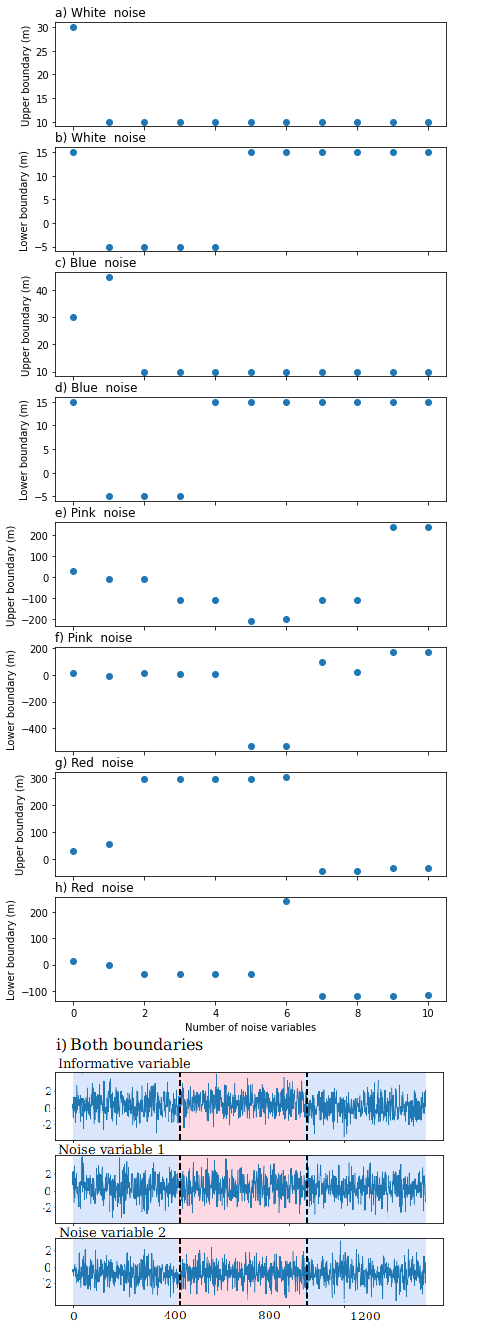 a) White  noise
Upper boundary (m)
30
25
20
15
10
b) White  noise
Lower boundary (m)
15
10
5
0
−5
c) Blue  noise
Upper boundary (m)
40
30
20
10
d) Blue  noise
Lower boundary (m)
15
10
5
0
−5
e) Pink  noise
Upper boundary (m)
200
100
0
−100
−200
f) Pink  noise
Lower boundary (m)
200
0
−200
−400
g) Red  noise
Upper boundary (m)
300
200
100
0
h) Red  noise
Lower boundary (m)
200
100
0
−100
0 2 4 6 8 10
Number of noise variables
i) Both boundaries
Informative variable
2
0
-2
Noise variable 1
2
0
-2
Noise variable 2
2
0
-2
0 400 800 1200